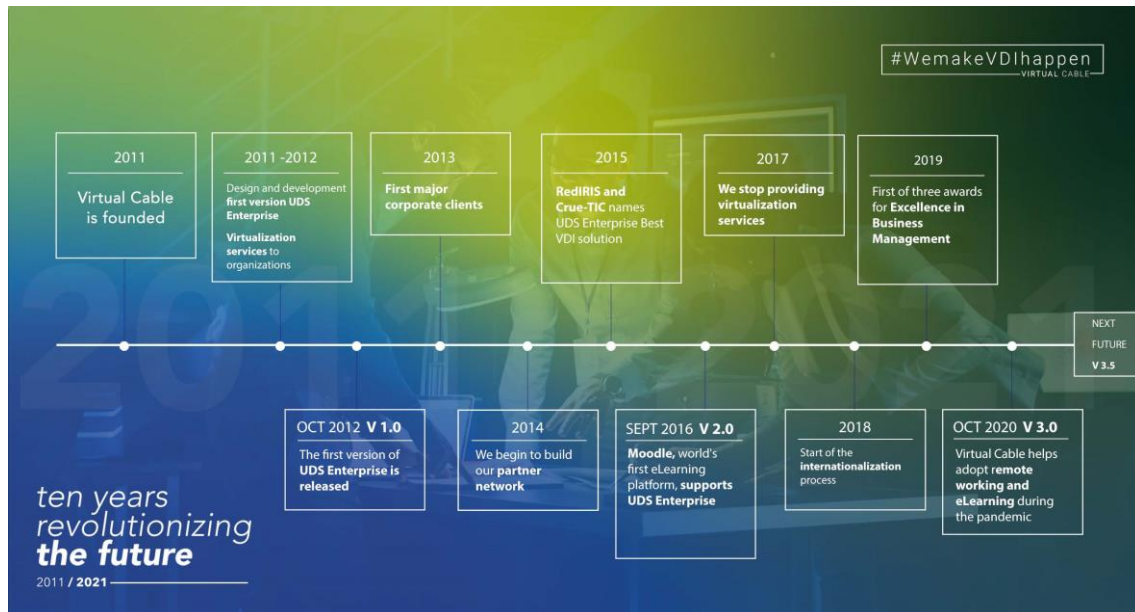 #WemakeVDIhappen
VIRTUAL CABLE
2011
Virtual Cable
is founded
2011 -2012
Design and development
first version UDS
Enterprise
Virtualization
services to
organizations
2013
First major
corporate clients
2015
RedIRIS and
Crue-TIC names
UDS Enterprise Best
VDI solution
2017
We stop providing
virtualization
services
2019
First of three awards
for Excellence in
Business
Management
2011 2021
NEXT
FUTURE
V 3.5
OCT 2012 V 1.0
The first version of
UDS Enterprise is
released
2014
We begin to build
our partner
network
SEPT 2016 V 2.0
Moodle, world's
first eLearning
platform, supports
UDS Enterprise
2018
Start of the
internationalization
process
OCT 2020 V 3.0
Virtual Cable helps
adopt remote
working and
eLearning during
the pandemic
ten years
revolutionizing
the future
2011 / 2021